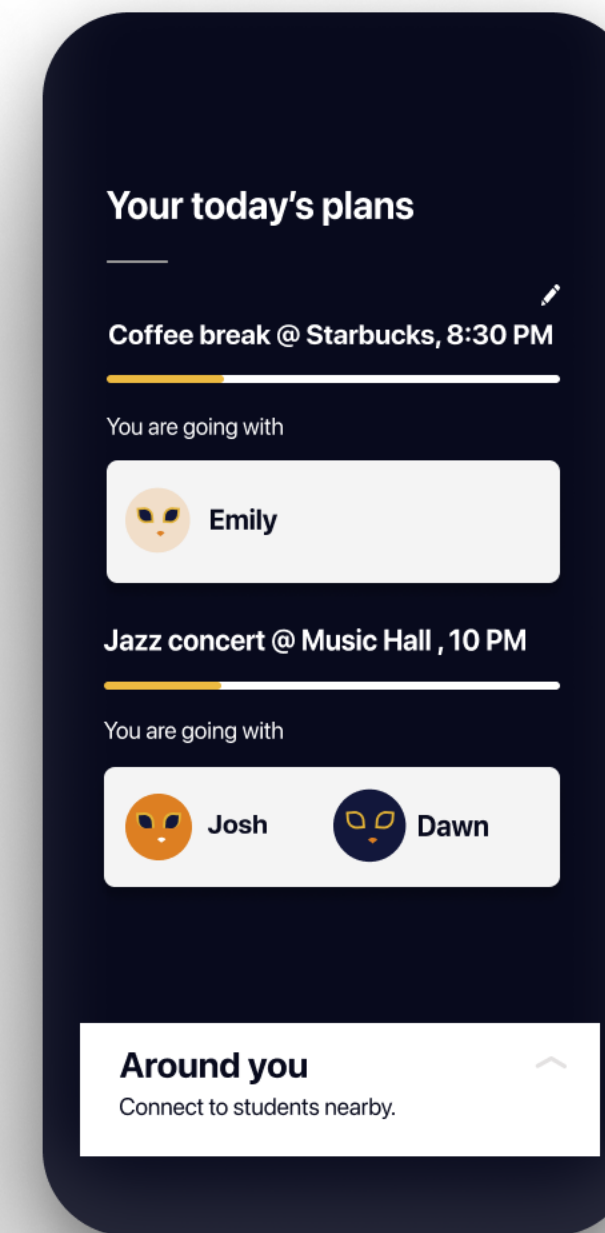 Your today's plans
Coffee break @ Starbucks, 8:30 PM
You are going with
Emily
Jazz concert @ Music Hall , 10 PM
You are going with
Josh Dawn
Around you
Connect to students nearby.